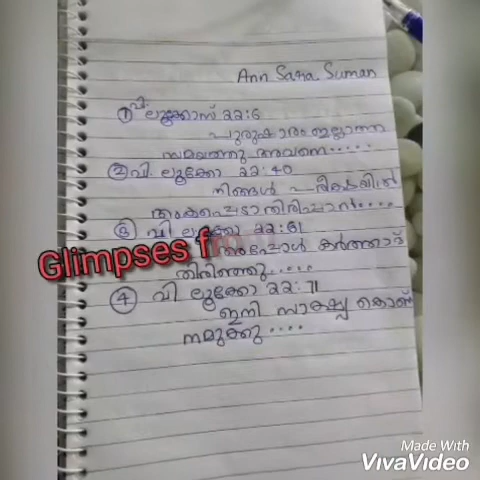 Ann Sara Suman
① വി. ലൂക്കോസ് 22:6
പുരുഷാരം ഇല്ലാത്ത
സമയത്തു അവനെ.....
② വി. ലൂക്കോ 22:40
നിങ്ങൾ പരീക്ഷയിൽ
അകപ്പെടാതിരിപ്പാൻ....
③ വി ലൂക്കോ 22:61
അപ്പോൾ കർത്താവ്
Glimpses f
തിരിഞ്ഞു.....
④ വി ലൂക്കോ 22:71
ഇനി സാക്ഷ്യം കൊണ്ട്
നമുക്കു....
Made With
VivaVideo